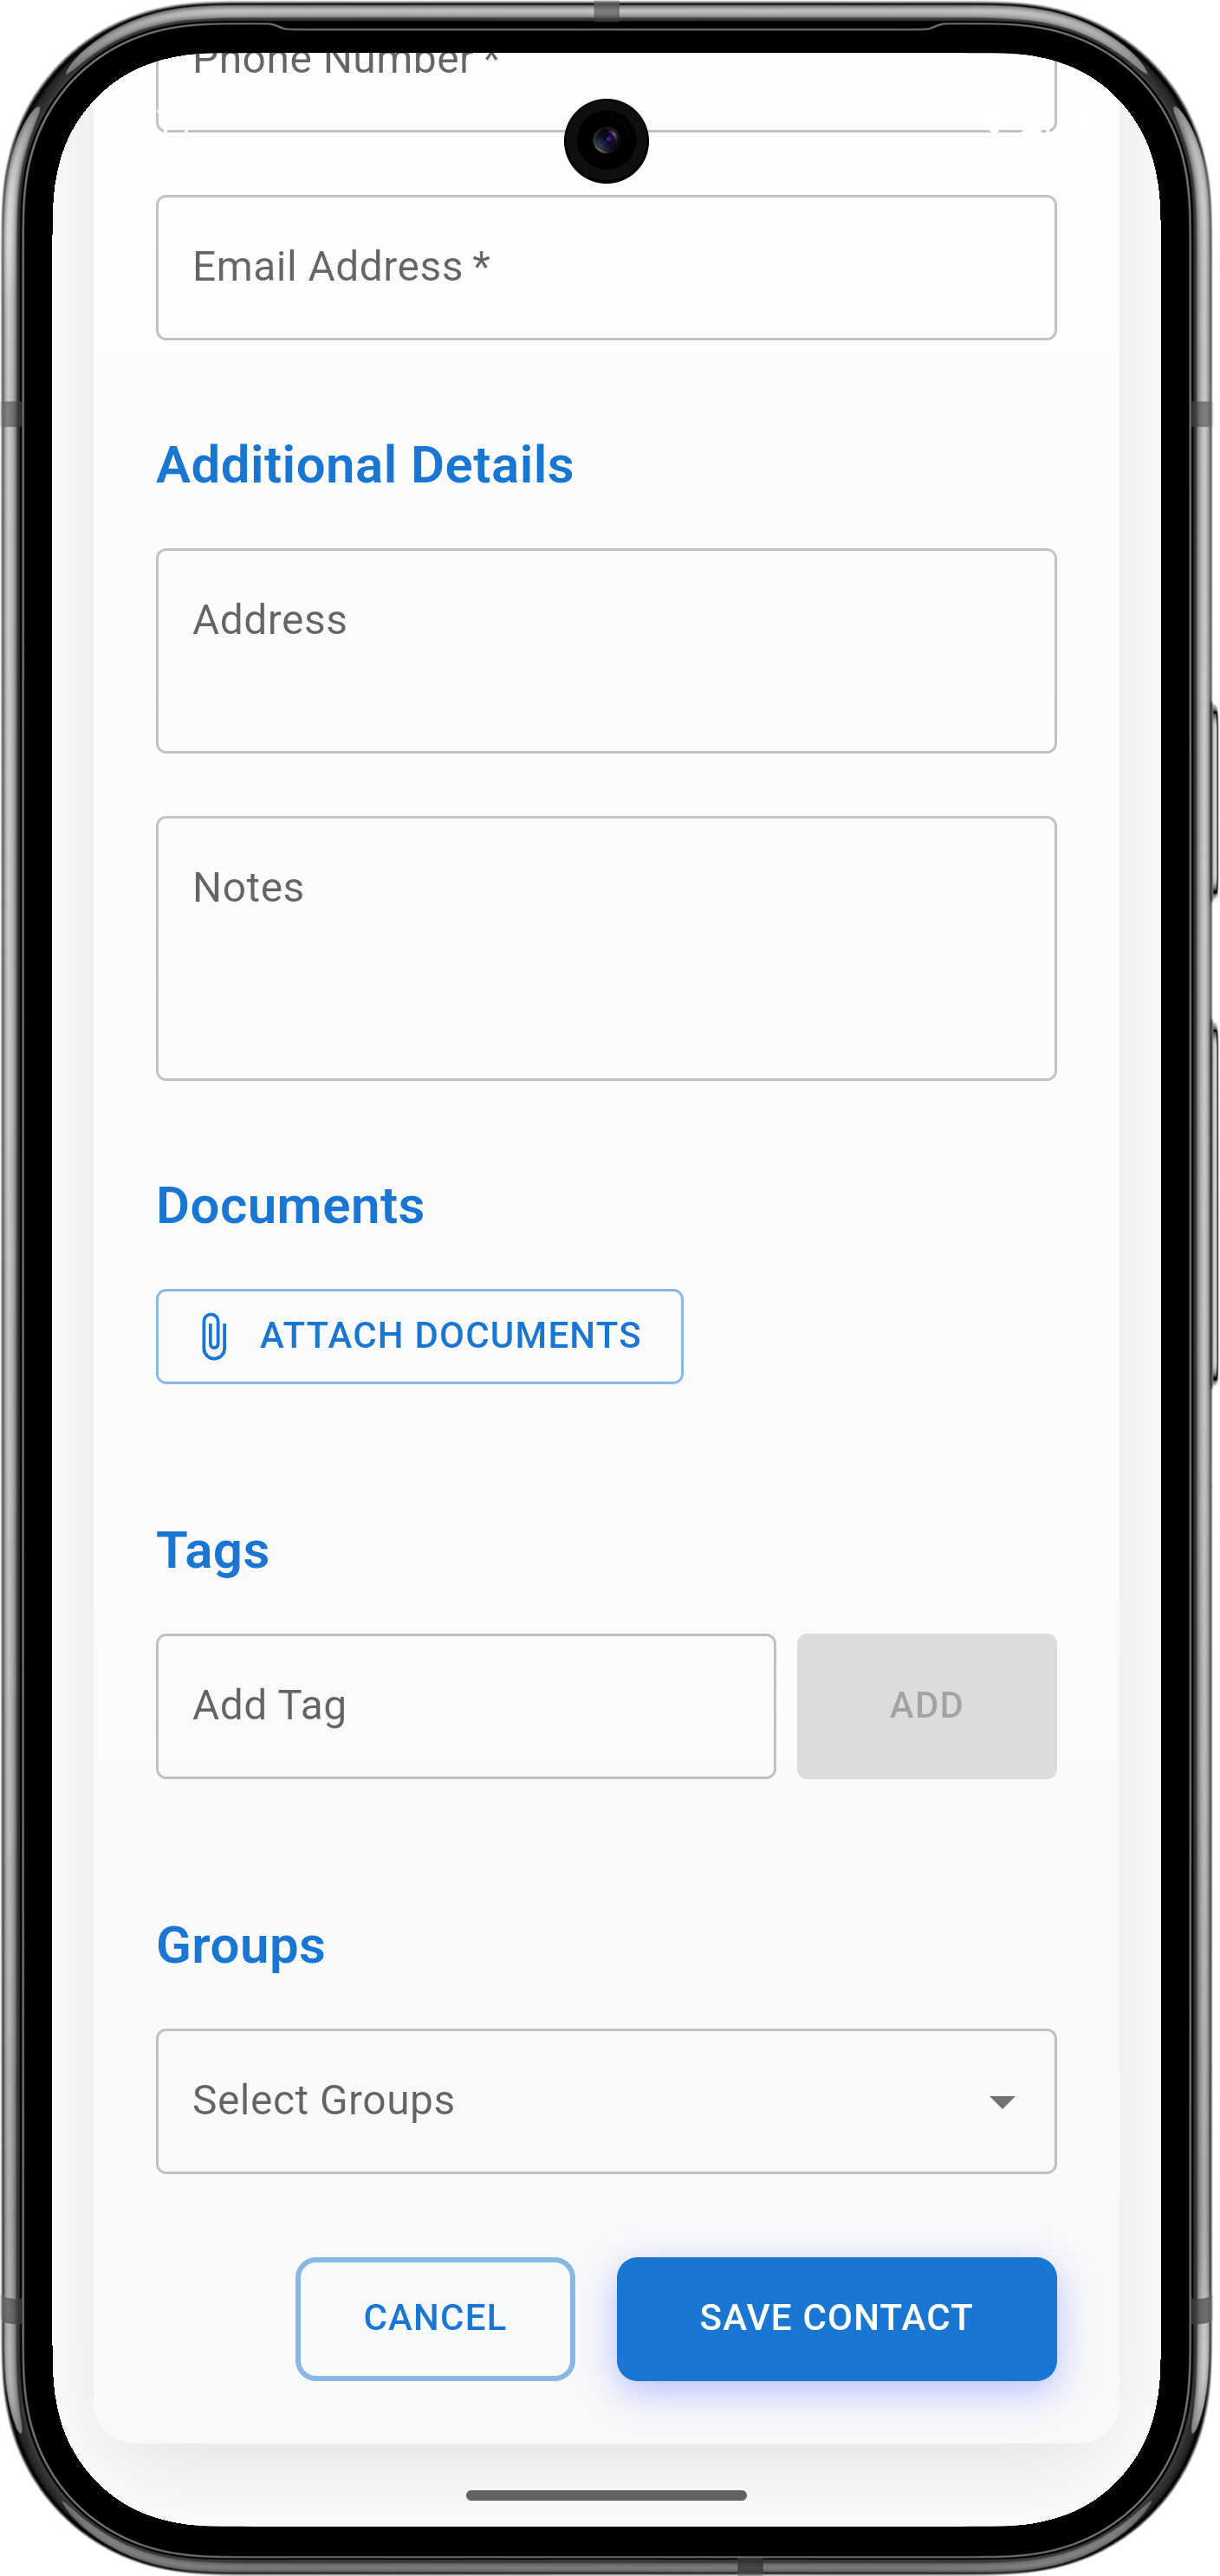 Phone Number *
Email Address *
Additional Details
Address
Notes
Documents
ATTACH DOCUMENTS
Tags
Add Tag
ADD
Groups
Select Groups
CANCEL
SAVE CONTACT